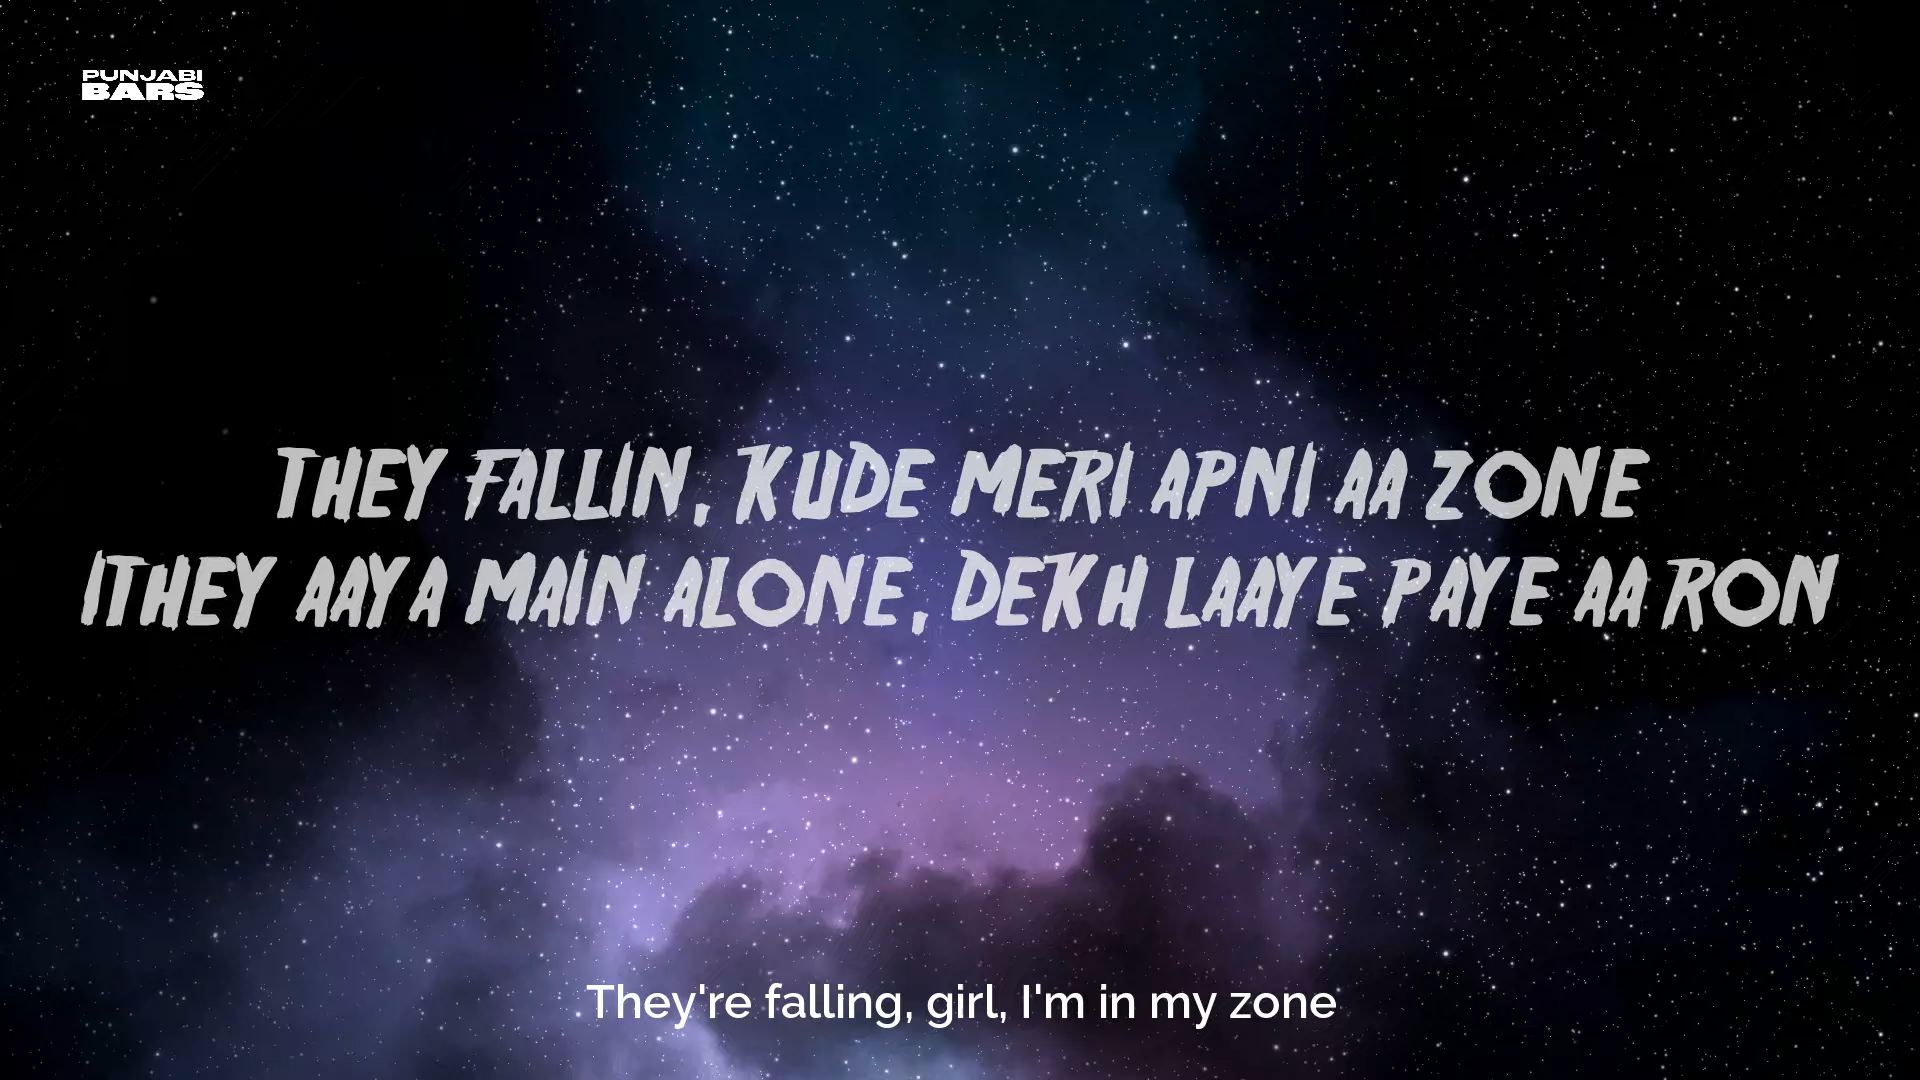 PUNJABI
BARS
THEY FALLIN, KUDE MERI APNI AA ZONE
ITHEY AAYA MAIN ALONE, DEKH LAAYE PAYE AA RON
They're falling, girl, I'm in my zone